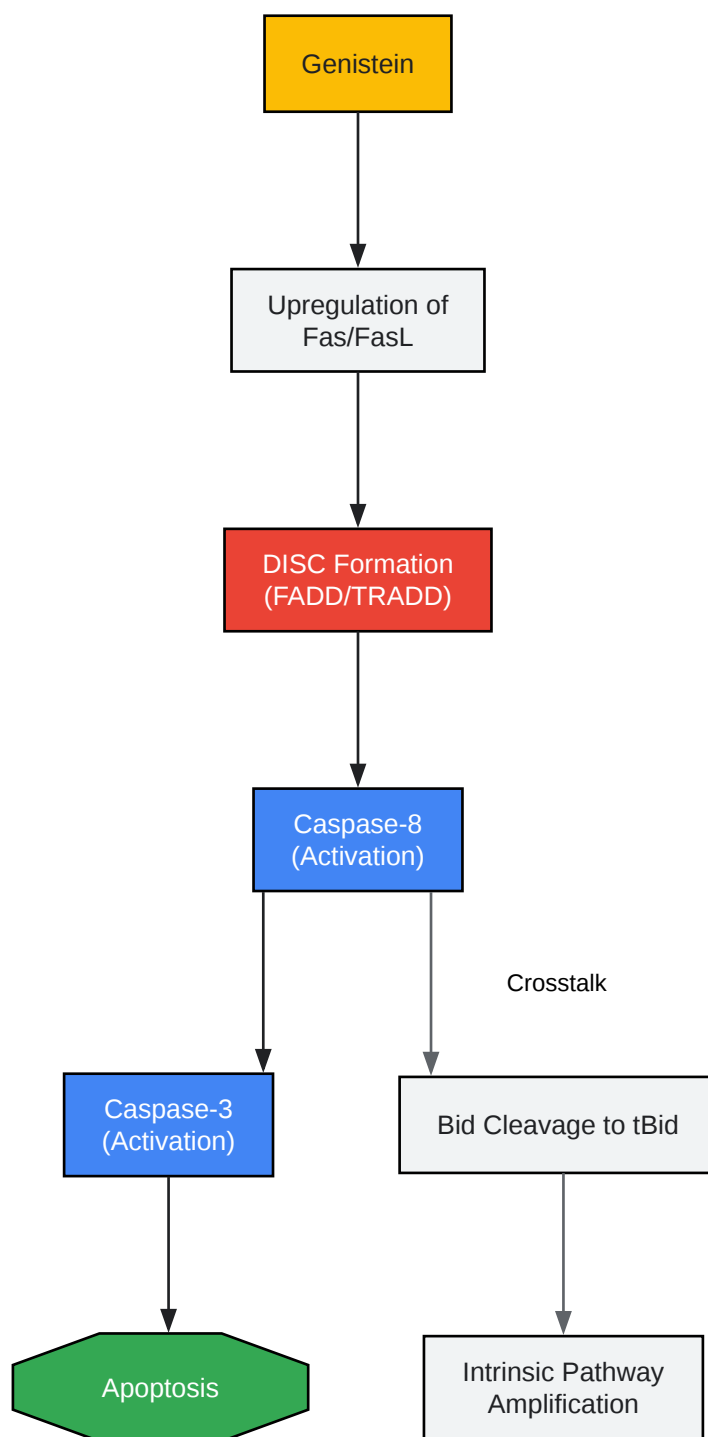 Genistein
Upregulation of
Fas/FasL
DISC Formation
(FADD/TRADD)
Caspase-8
(Activation)
Crosstalk
Caspase-3
(Activation)
Bid Cleavage to tBid
Apoptosis
Intrinsic Pathway
Amplification